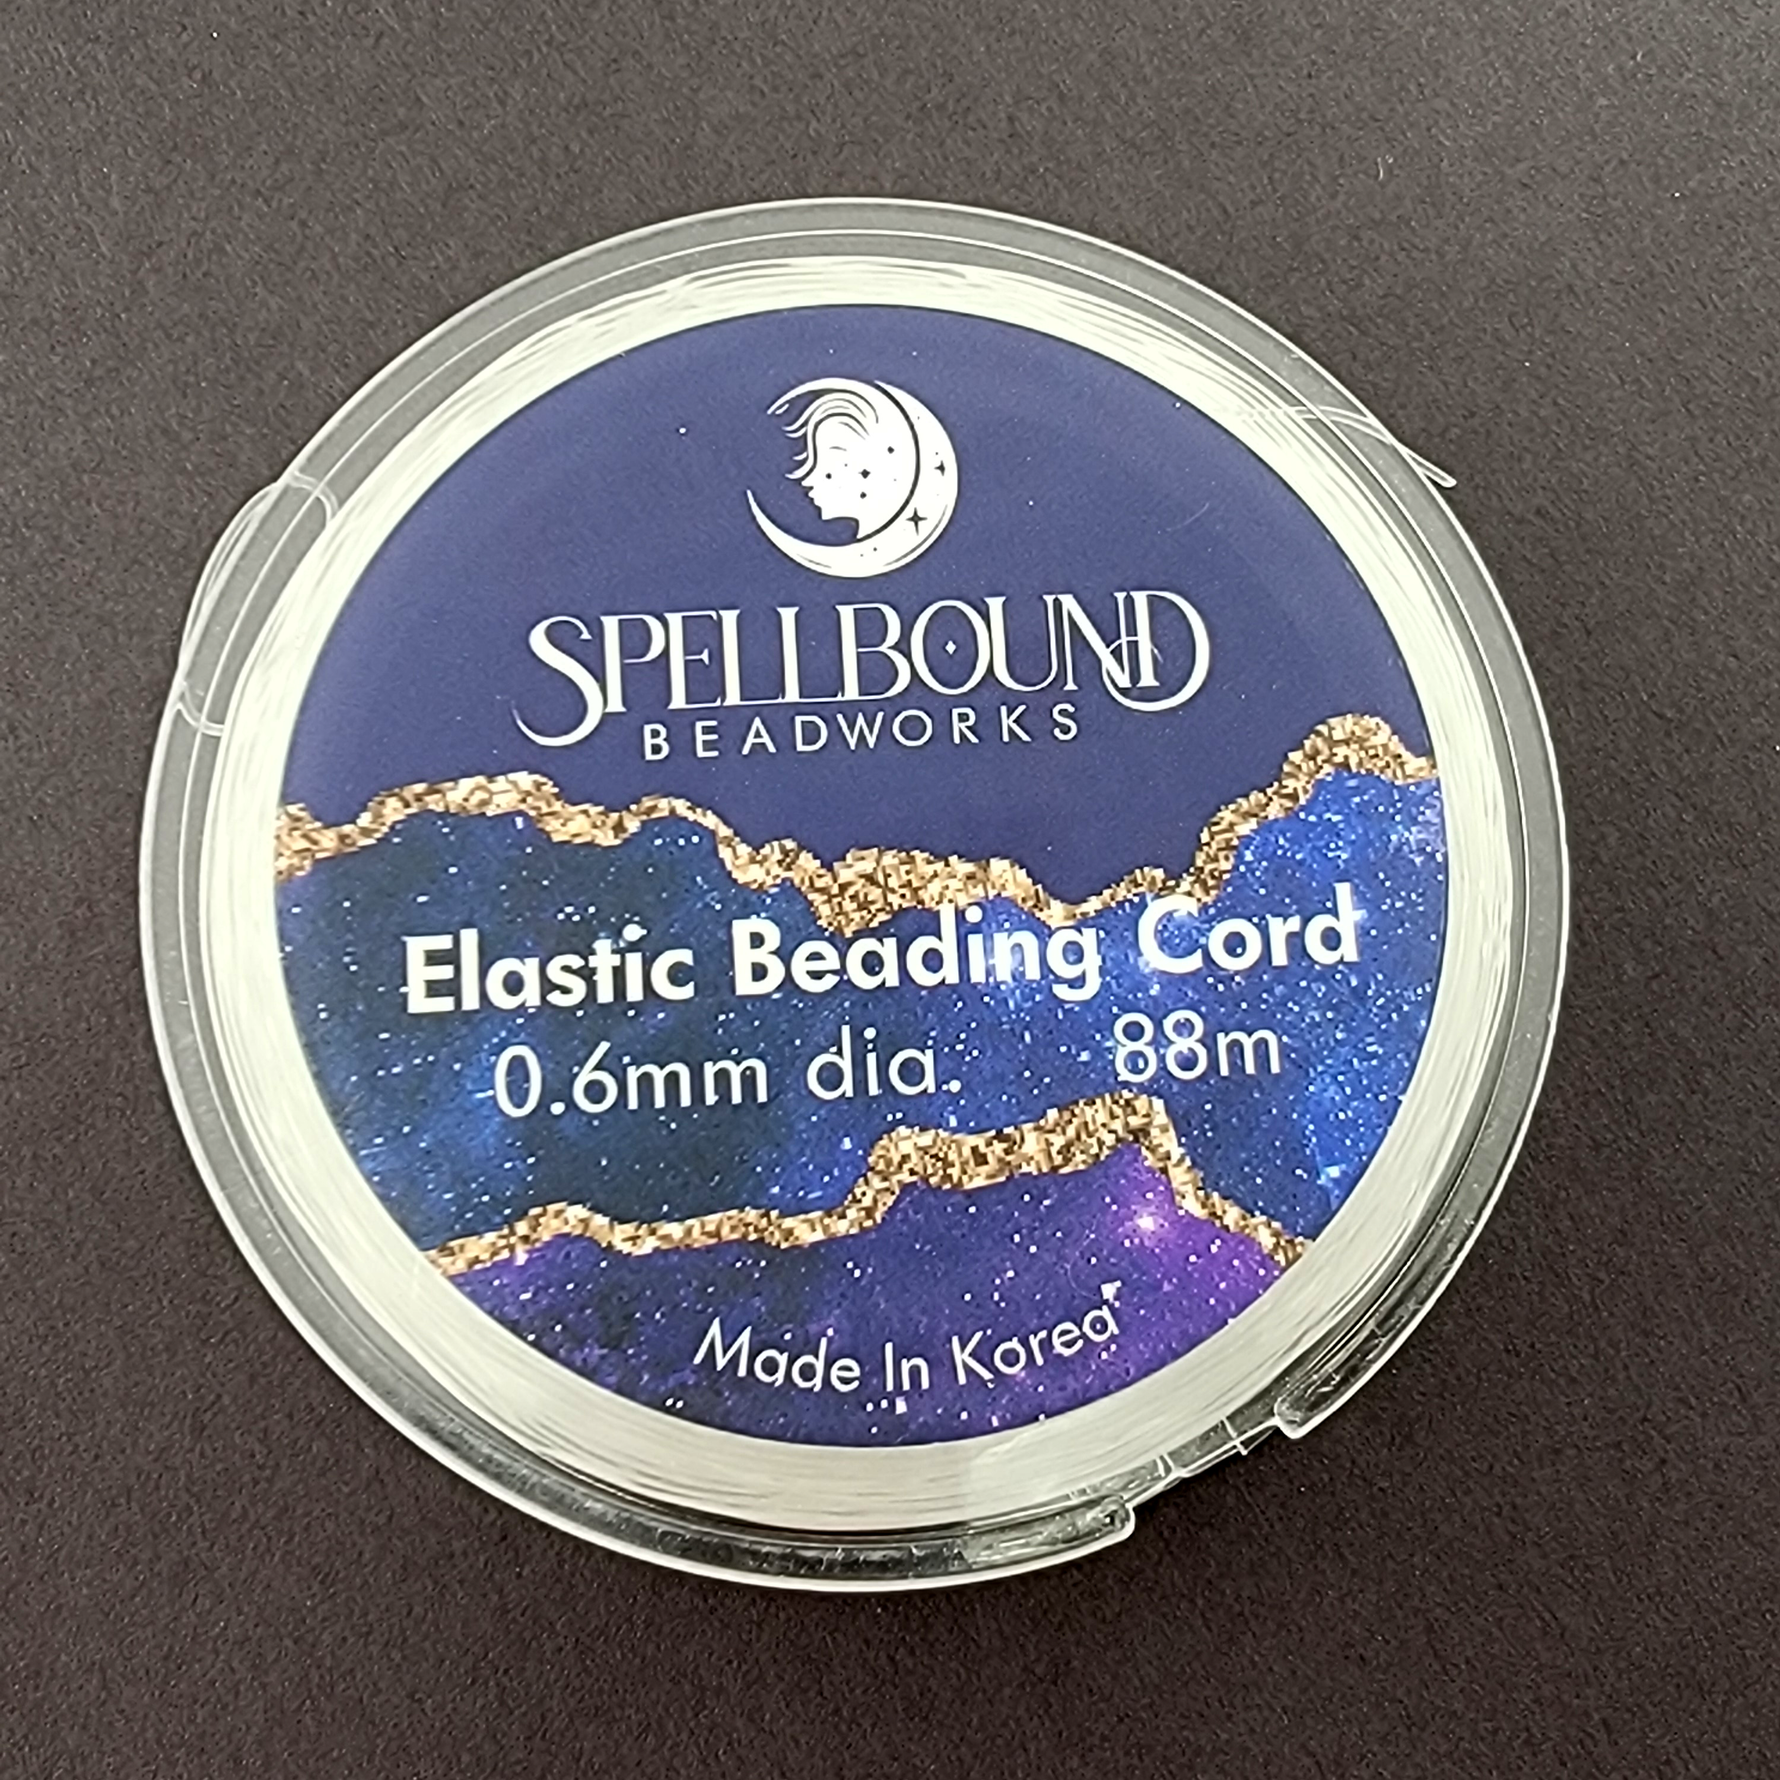 SPELLBOUND
BEADWORKS
Elastic Beading Cord
0.6mm dia. 88m
Made In Korea